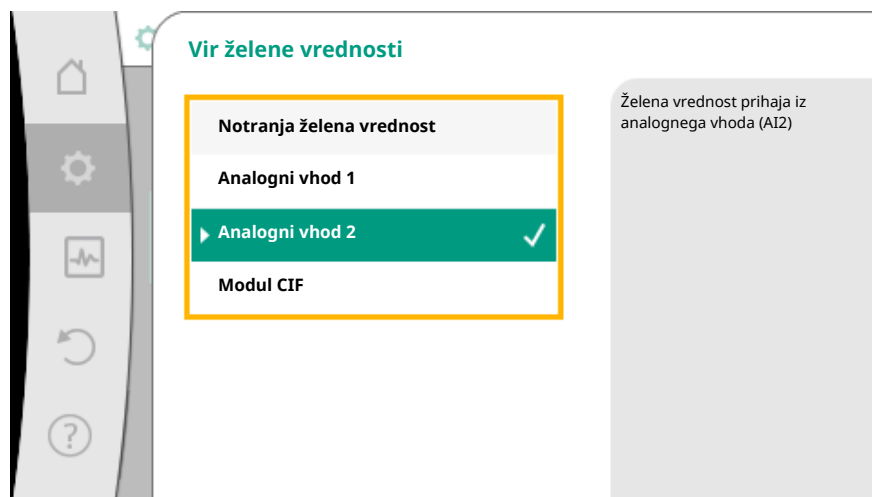 Vir želene vrednosti
Notranja želena vrednost
Analogni vhod 1
Analogni vhod 2
Modul CIF
Želena vrednost prihaja iz
analognega vhoda (AI2)